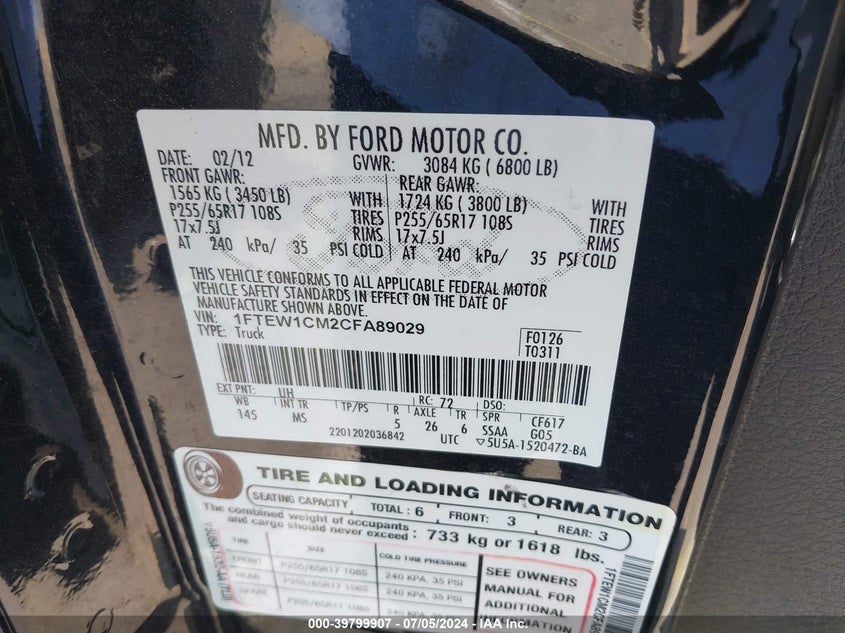 MFD. BY FORD MOTOR CO.
DATE: 02/12 GVWR: 3084 KG ( 6800 LB)
FRONT GAWR: REAR GAWR:
1565 KG ( 3450 LB) WITH 1724 KG ( 3800 LB) WITH
P255/65R17 108S TIRES P255/65R17 108S TIRES
17x7.5J RIMS 17x7.5J RIMS
AT 240 kPa/ 35 PSI COLD AT 240 kPa/ 35 PSI COLD
THIS VEHICLE CONFORMS TO ALL APPLICABLE FEDERAL MOTOR
VEHICLE SAFETY STANDARDS IN EFFECT ON THE DATE OF
MANUFACTURE SHOWN ABOVE.
VIN: 1FTEW1CM2CFA89029
TYPE: Truck
F0126
T0311
EXT PNT: UH RC: 72 DSO:
WB INT TR TP/PS R AXLE TR SPR CF617
145 MS 5 26 6 SSAA G05
2201202036842 UTC ▽5U5A-1520472-BA
TIRE AND LOADING INFORMATION
SEATING CAPACITY TOTAL: 6 FRONT: 3 REAR: 3
The combined weight of occupants
and cargo should never exceed: 733 kg or 1618 lbs.
TIRE SIZE COLD TIRE PRESSURE
FRONT P255/65R17 108S 240 KPA, 35 PSI
REAR P255/65R17 108S 240 KPA, 35 PSI
SPARE P255/65R17 108S 240 KPA, 35 PSI
SEE OWNERS
MANUAL FOR
ADDITIONAL
INFORMATION
000-39799907 - 07/05/2024 - © IAA, Inc.